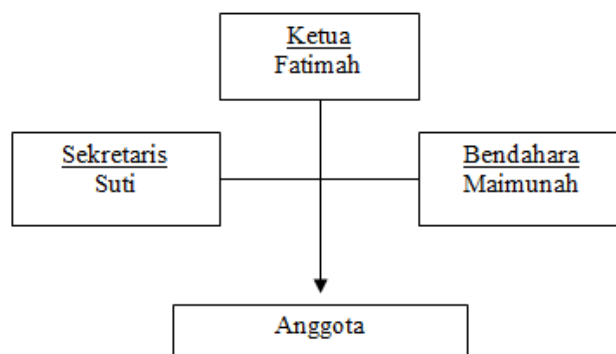 Ketua
Fatimah
Sekretaris
Suti
Bendahara
Maimunah
Anggota